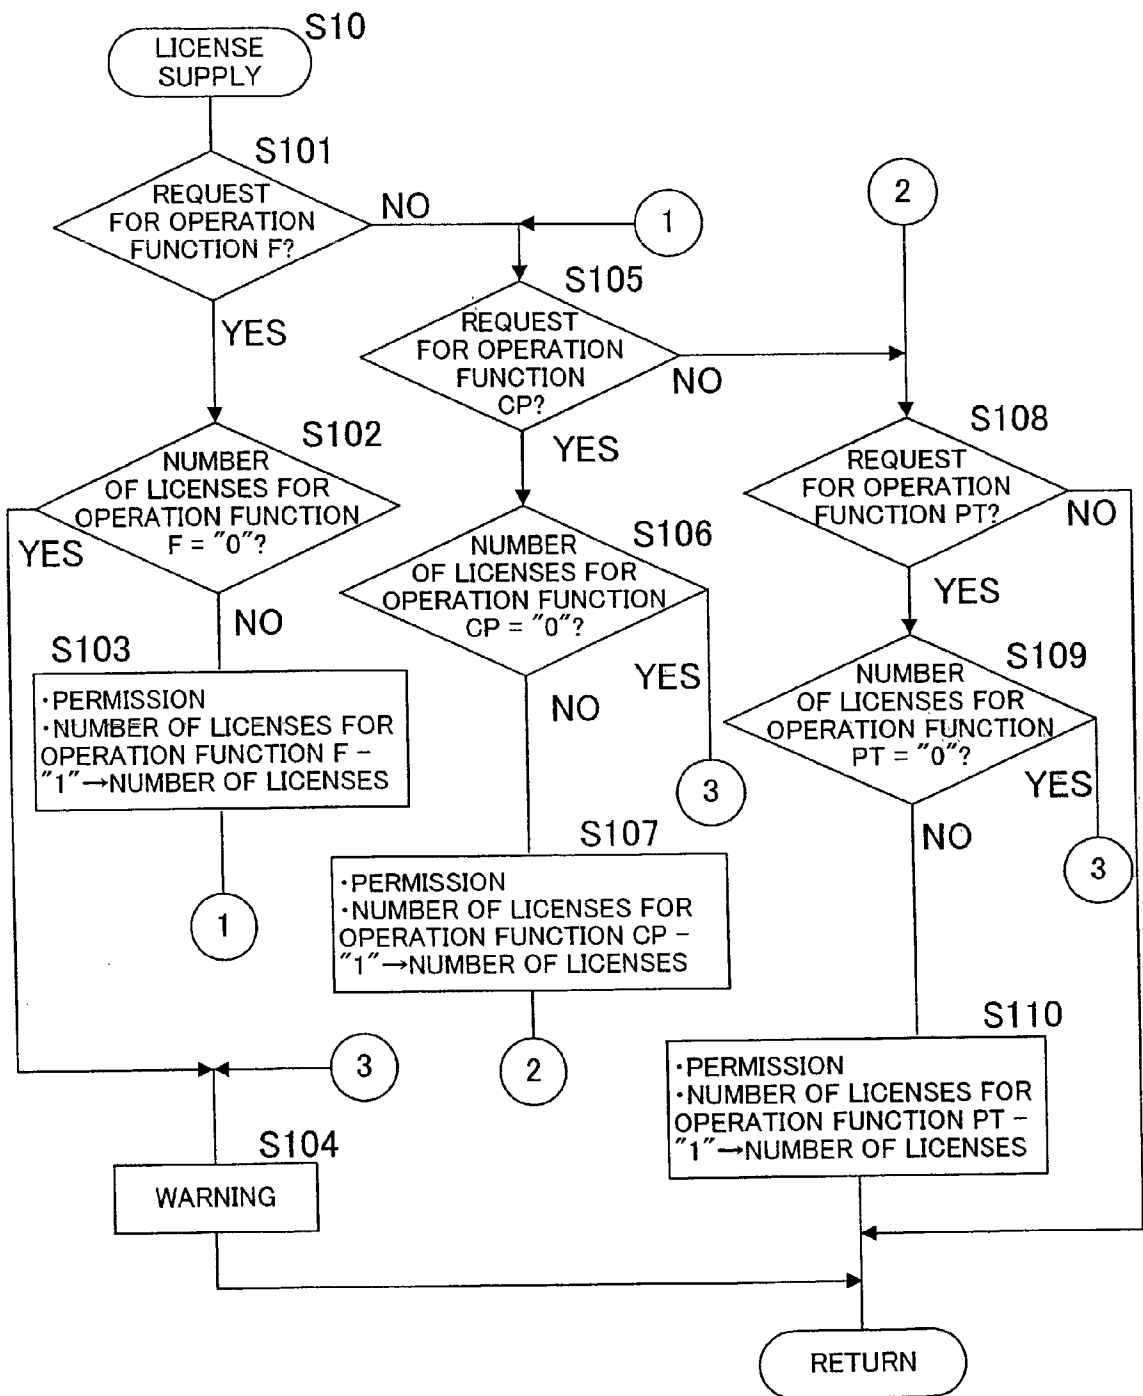 S10
LICENSE
SUPPLY
S101
REQUEST
FOR OPERATION
FUNCTION F?
NO
YES
1
2
S105
REQUEST
FOR OPERATION
FUNCTION
CP?
NO
YES
S102
NUMBER
OF LICENSES FOR
OPERATION FUNCTION
F = "0"?
YES
NO
S108
REQUEST
FOR OPERATION
FUNCTION PT?
NO
YES
S106
NUMBER
OF LICENSES FOR
OPERATION FUNCTION
CP = "0"?
YES
NO
S103
·PERMISSION
·NUMBER OF LICENSES FOR
OPERATION FUNCTION F –
"1"→NUMBER OF LICENSES
1
S109
NUMBER
OF LICENSES FOR
OPERATION FUNCTION
PT = "0"?
YES
NO
3
3
S107
·PERMISSION
·NUMBER OF LICENSES FOR
OPERATION FUNCTION CP –
"1"→NUMBER OF LICENSES
2
3
S110
·PERMISSION
·NUMBER OF LICENSES FOR
OPERATION FUNCTION PT –
"1"→NUMBER OF LICENSES
S104
WARNING
RETURN